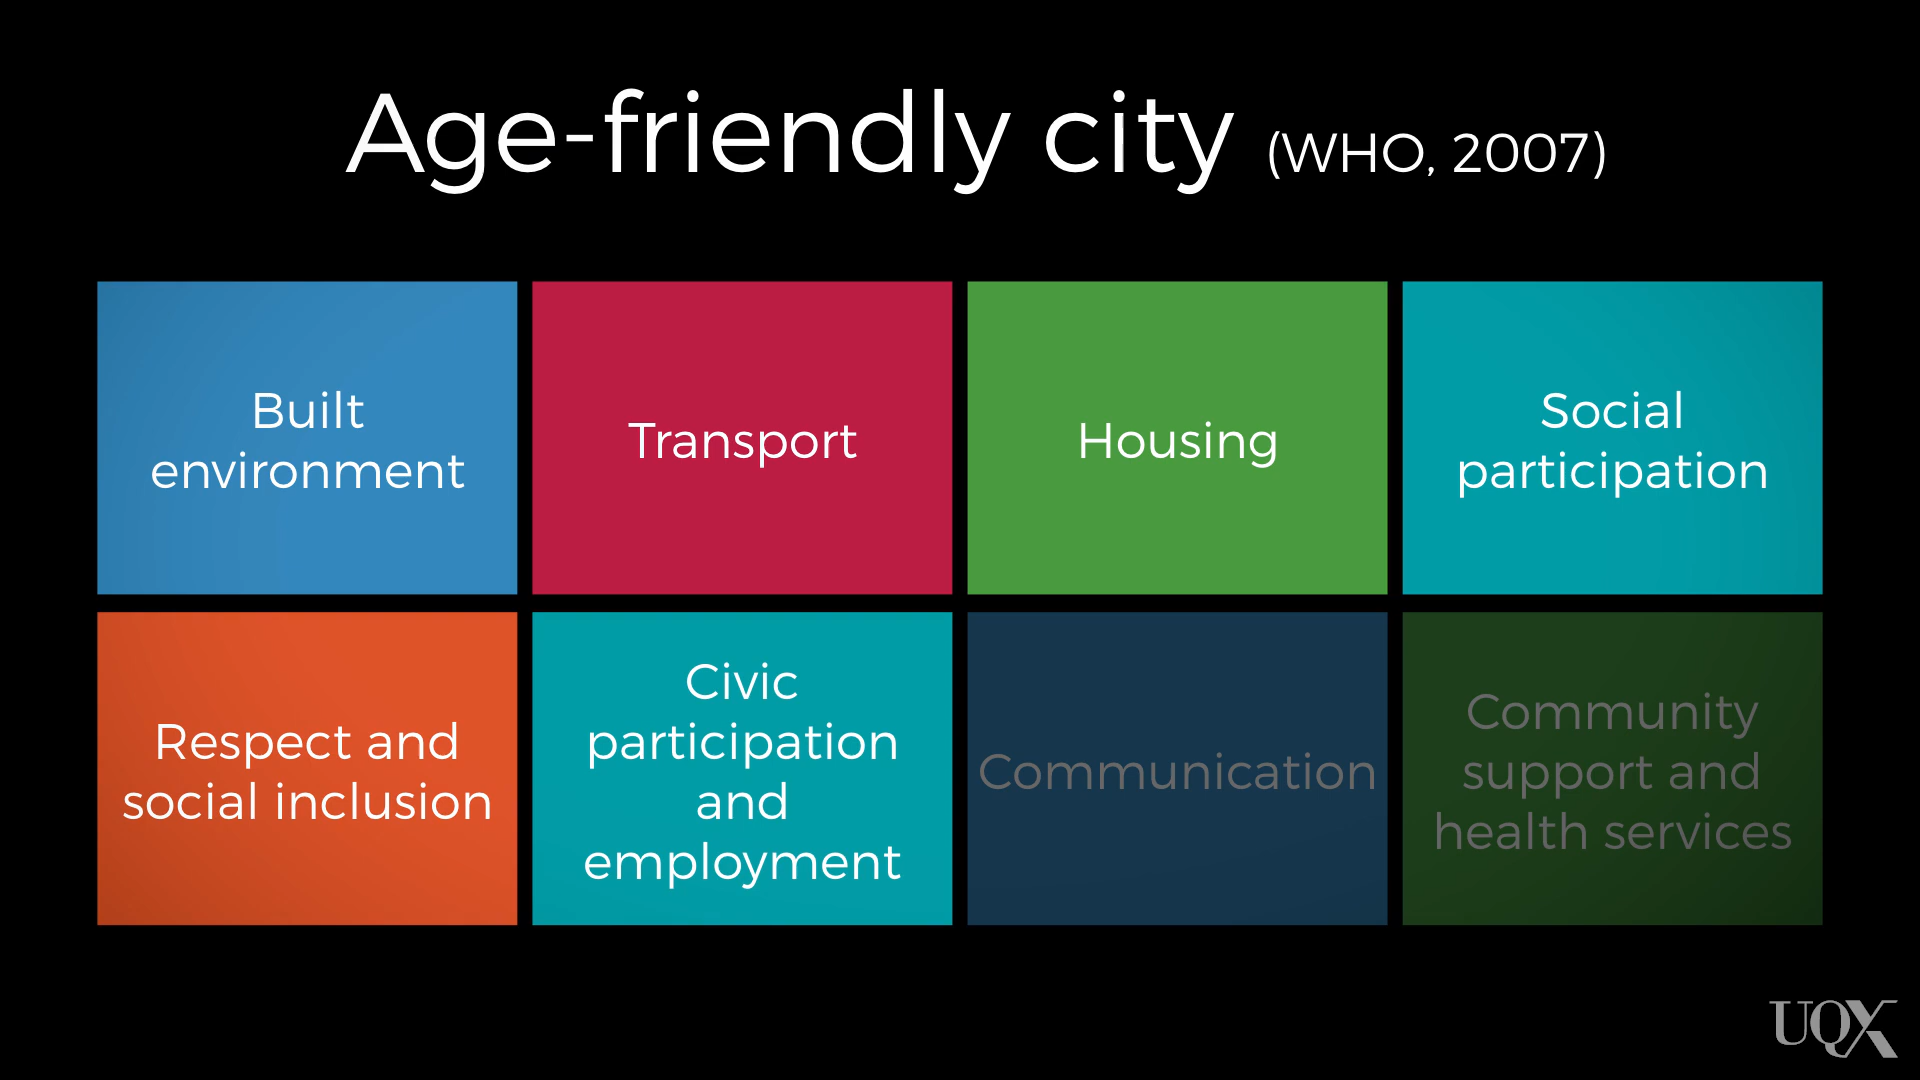 Age-friendly city (WHO, 2007)
Built
environment
Transport
Housing
Social
participation
Respect and
social inclusion
Civic
participation
and
employment
Communication
Community
support and
health services
UQX